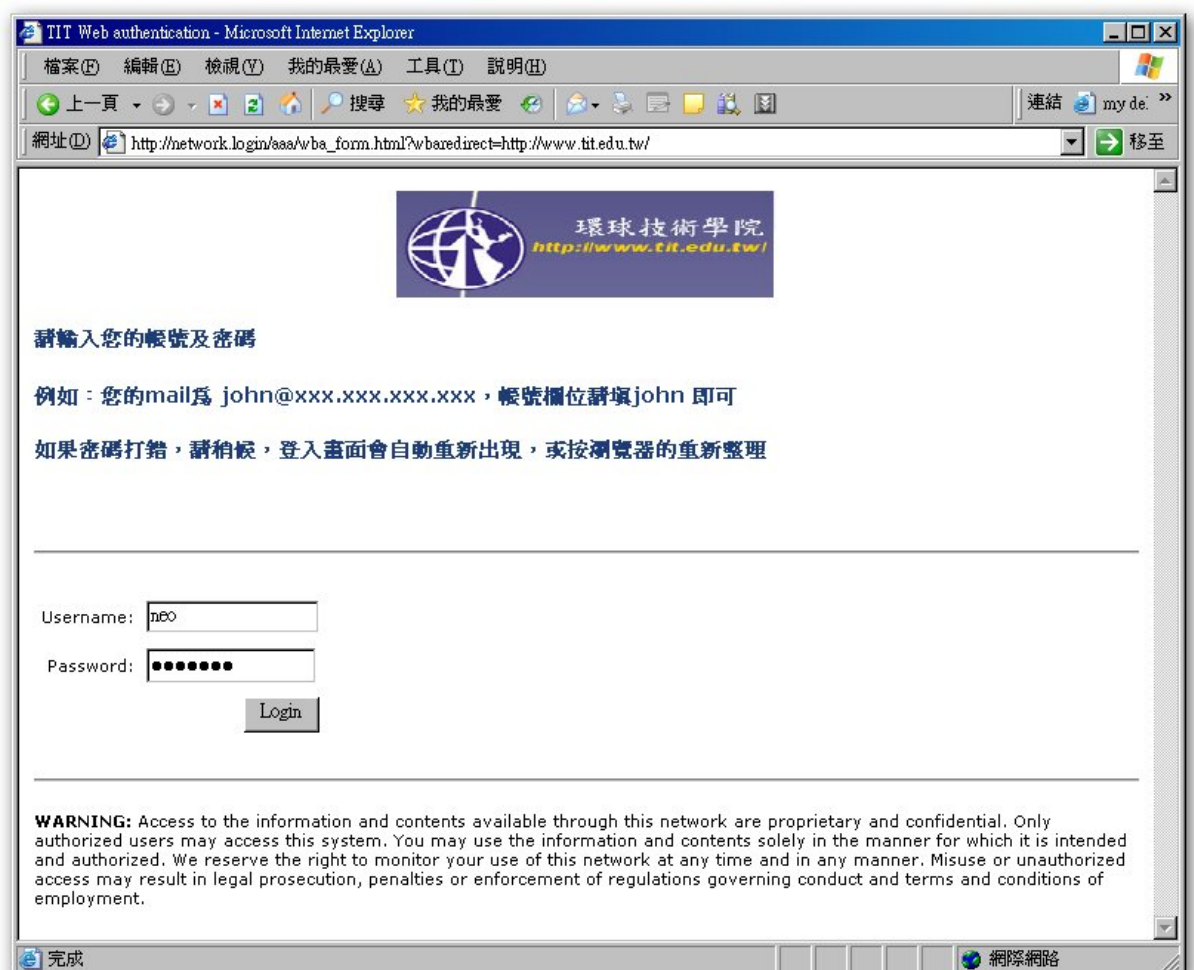 TIT Web authentication - Microsoft Internet Explorer
檔案(F) 編輯(E) 檢視(V) 我的最愛(A) 工具(T) 說明(H)
上一頁 搜尋 我的最愛 連結 my de
網址(D) http://network.login/aaa/wba_form.html?wbaredirect=http://www.tit.edu.tw/ 移至
環球技術學院
http://www.tit.edu.tw/
請輸入您的帳號及密碼
例如：您的mail為 john@xxx.xxx.xxx.xxx，帳號欄位請填john 即可
如果密碼打錯，請稍候，登入畫面會自動重新出現，或按瀏覽器的重新整理
Username: neo
Password: •••••••
Login
WARNING: Access to the information and contents available through this network are proprietary and confidential. Only
authorized users may access this system. You may use the information and contents solely in the manner for which it is intended
and authorized. We reserve the right to monitor your use of this network at any time and in any manner. Misuse or unauthorized
access may result in legal prosecution, penalties or enforcement of regulations governing conduct and terms and conditions of
employment.
完成 網際網路